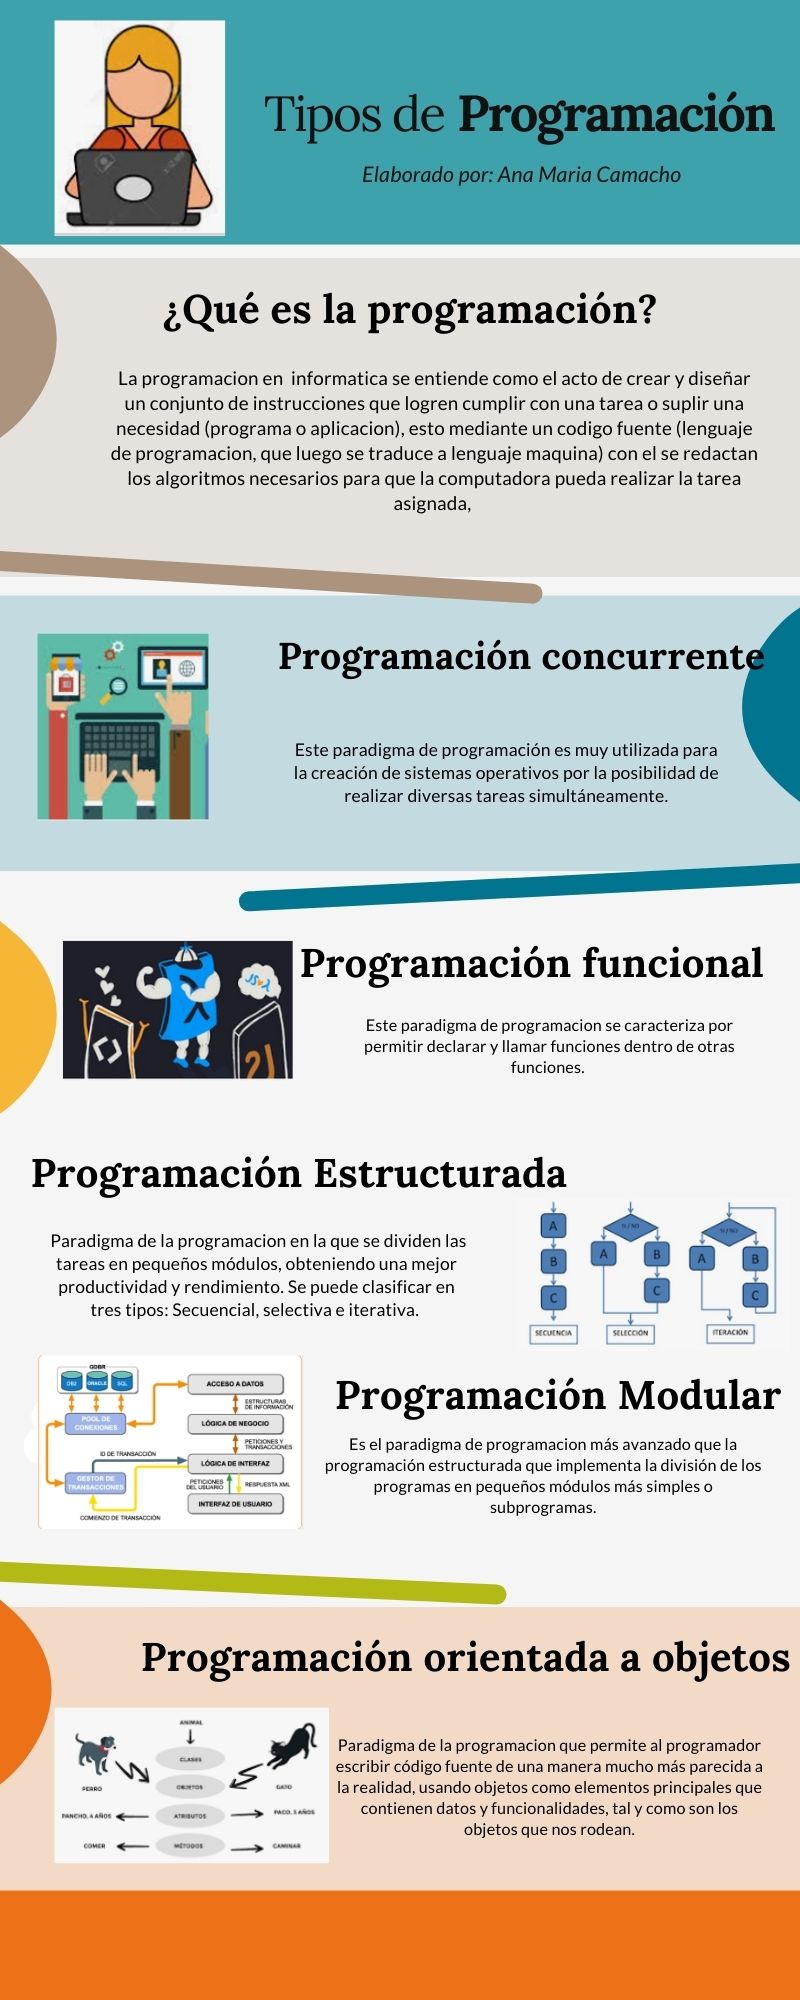 Tipos de Programación
Elaborado por: Ana Maria Camacho
¿Qué es la programación?
La programacion en informatica se entiende como el acto de crear y diseñar
un conjunto de instrucciones que logren cumplir con una tarea o suplir una
necesidad (programa o aplicacion), esto mediante un codigo fuente (lenguaje
de programacion, que luego se traduce a lenguaje maquina) con el se redactan
los algoritmos necesarios para que la computadora pueda realizar la tarea
asignada,
Programación concurrente
Este paradigma de programación es muy utilizada para
la creación de sistemas operativos por la posibilidad de
realizar diversas tareas simultáneamente.
Programación funcional
Este paradigma de programacion se caracteriza por
permitir declarar y llamar funciones dentro de otras
funciones.
Programación Estructurada
Paradigma de la programacion en la que se dividen las
tareas en pequeños módulos, obteniendo una mejor
productividad y rendimiento. Se puede clasificar en
tres tipos: Secuencial, selectiva e iterativa.
A
B
C
SECUENCIA
SI / NO
A
B
C
SELECCIÓN
SI / NO
A
B
C
ITERACIÓN
GDBR
OBJ
ORACLE
SQL
POOL DE
CONEXIONES
ID DE TRANSACCIÓN
GESTOR DE
TRANSACCIONES
COMIENZO DE TRANSACCIÓN
ACCESO A DATOS
ESTRUCTURAS
DE INFORMACIÓN
LÓGICA DE NEGOCIO
PETICIONES Y
TRANSACCIONES
LÓGICA DE INTERFAZ
PETICIONES
DEL USUARIO
RESPUESTA XML
INTERFAZ DE USUARIO
Programación Modular
Es el paradigma de programacion más avanzado que la
programación estructurada que implementa la división de los
programas en pequeños módulos más simples o
subprogramas.
Programación orientada a objetos
ANIMAL
CLASES
PERRO
OBJETOS
GATO
PANCHO, 4 AÑOS
ATRIBUTOS
PACO, 5 AÑOS
COMER
MÉTODOS
CAMINAR
Paradigma de la programacion que permite al programador
escribir código fuente de una manera mucho más parecida a
la realidad, usando objetos como elementos principales que
contienen datos y funcionalidades, tal y como son los
objetos que nos rodean.